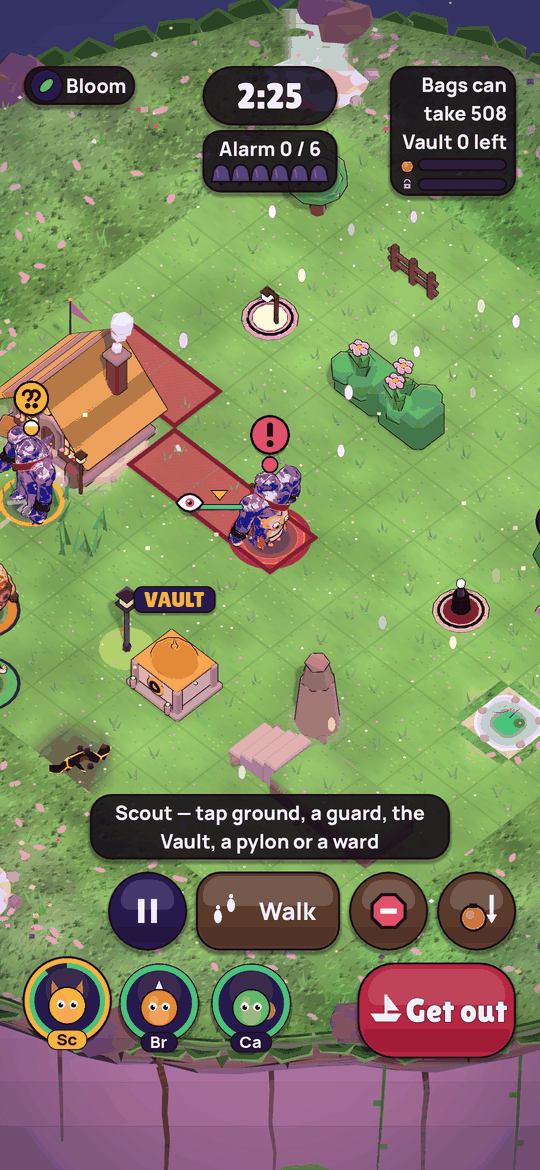 Bloom
2:25
Alarm 0 / 6
Bags can
take 508
Vault 0 left
??
!
VAULT
Scout — tap ground, a guard, the
Vault, a pylon or a ward
Walk
Get out
Sc
Br
Ca